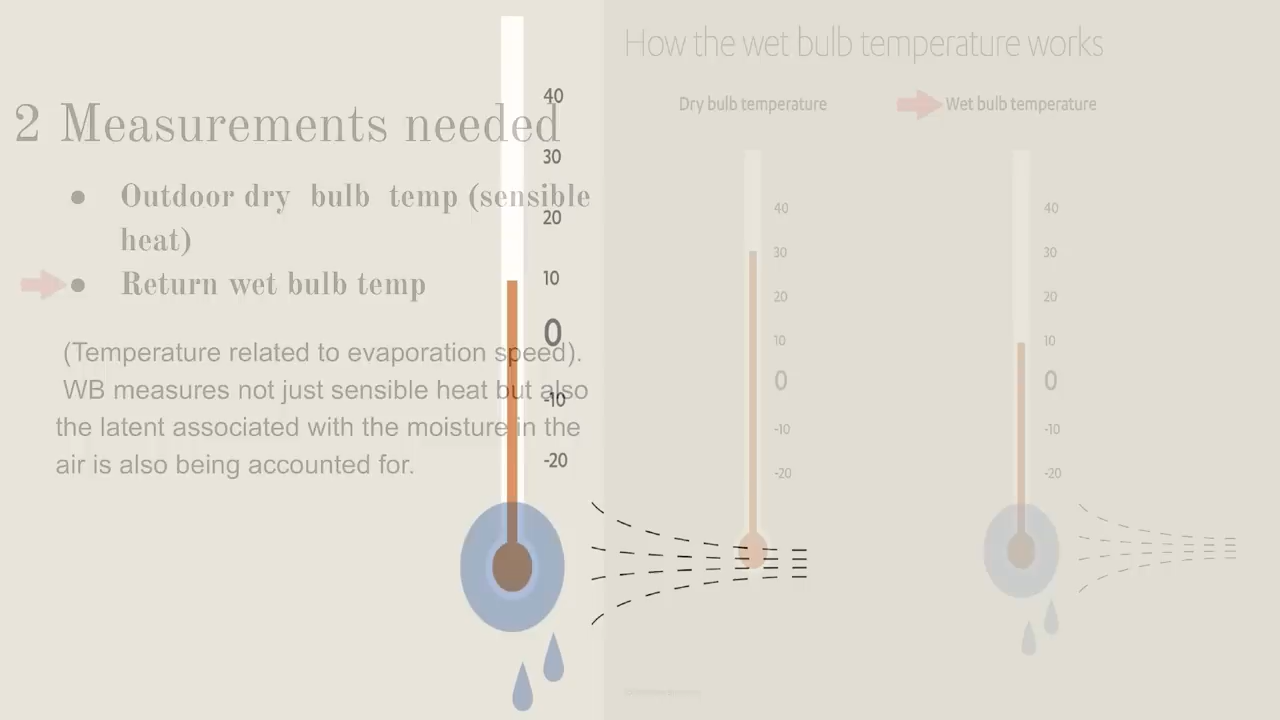 2 Measurements needed
● Outdoor dry bulb temp (sensible
heat)
● Return wet bulb temp
(Temperature related to evaporation speed).
WB measures not just sensible heat but also
the latent associated with the moisture in the
air is also being accounted for.
40
30
20
10
0
-10
-20
How the wet bulb temperature works
Dry bulb temperature
40
30
20
10
0
-10
-20
Wet bulb temperature
40
30
20
10
0
-10
-20